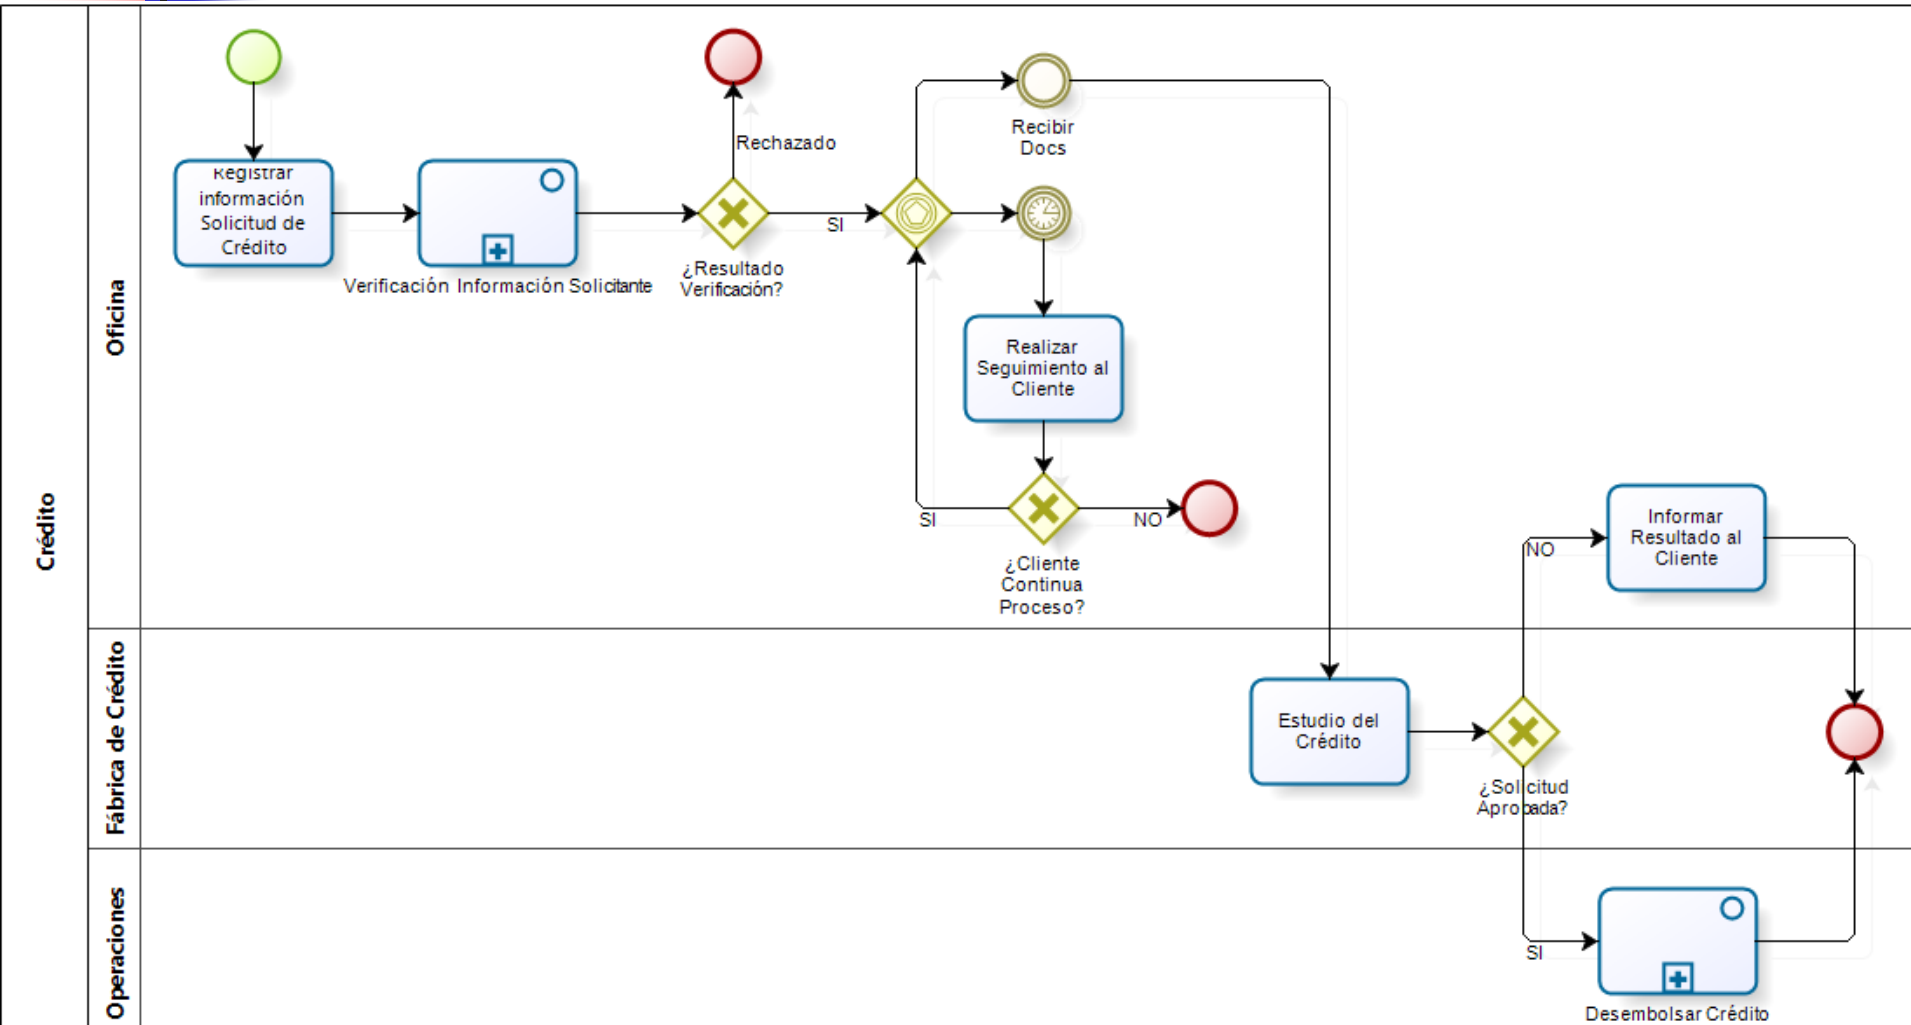 Crédito
Oficina
Fábrica de Crédito
Operaciones
Registrar
información
Solicitud de
Crédito
Verificación Información Solicitante
Rechazado
¿Resultado
Verificación?
SI
Recibir
Docs
Realizar
Seguimiento al
Cliente
SI
NO
¿Cliente
Continua
Proceso?
Estudio del
Crédito
¿Solicitud
Aprobada?
NO
Informar
Resultado al
Cliente
SI
Desembolsar Crédito